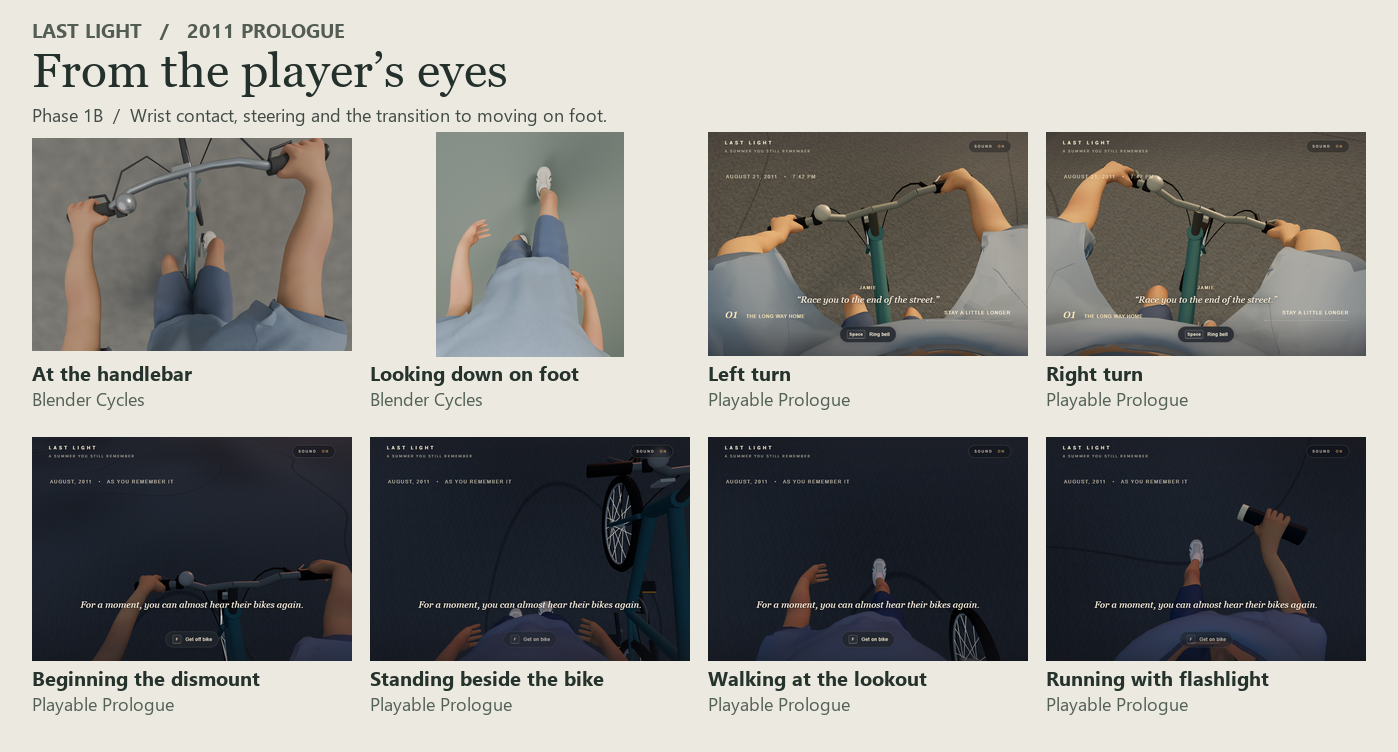 LAST LIGHT / 2011 PROLOGUE
From the player's eyes
Phase 1B / Wrist contact, steering and the transition to moving on foot.
At the handlebar
Blender Cycles
Looking down on foot
Blender Cycles
LAST LIGHT
A SUMMER YOU STILL REMEMBER
SOUND ON
AUGUST 21, 2011 • 7:42 PM
JAMIE
"Race you to the end of the street."
01 THE LONG WAY HOME
STAY A LITTLE LONGER
Space Ring bell
Left turn
Playable Prologue
LAST LIGHT
A SUMMER YOU STILL REMEMBER
SOUND ON
AUGUST 21, 2011 • 7:42 PM
JAMIE
"Race you to the end of the street."
01 THE LONG WAY HOME
STAY A LITTLE LONGER
Space Ring bell
Right turn
Playable Prologue
LAST LIGHT
A SUMMER YOU STILL REMEMBER
SOUND ON
AUGUST, 2011 • AS YOU REMEMBER IT
For a moment, you can almost hear their bikes again.
F Get off bike
Beginning the dismount
Playable Prologue
LAST LIGHT
A SUMMER YOU STILL REMEMBER
SOUND ON
AUGUST, 2011 • AS YOU REMEMBER IT
For a moment, you can almost hear their bikes again.
F Get on bike
Standing beside the bike
Playable Prologue
LAST LIGHT
A SUMMER YOU STILL REMEMBER
SOUND ON
AUGUST, 2011 • AS YOU REMEMBER IT
For a moment, you can almost hear their bikes again.
F Get on bike
Walking at the lookout
Playable Prologue
LAST LIGHT
A SUMMER YOU STILL REMEMBER
SOUND ON
AUGUST, 2011 • AS YOU REMEMBER IT
For a moment, you can almost hear their bikes again.
F Get on bike
Running with flashlight
Playable Prologue